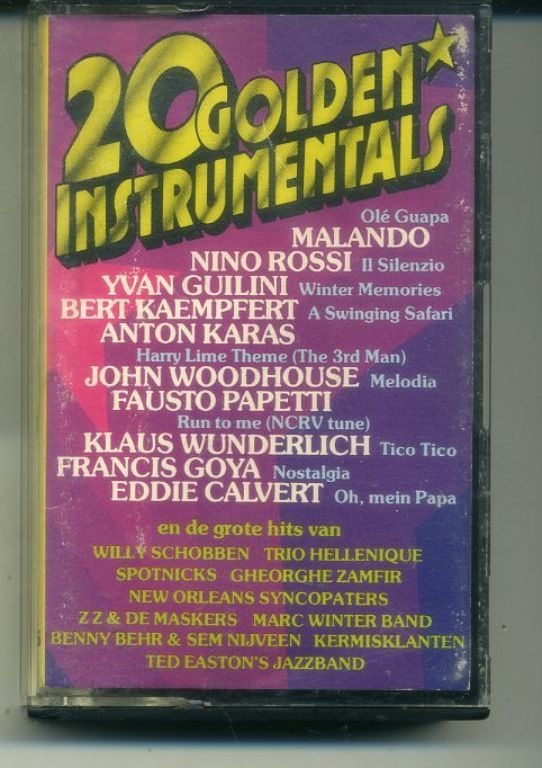 20 GOLDEN
INSTRUMENTALS
Olé Guapa
MALANDO
NINO ROSSI Il Silenzio
YVAN GUILINI Winter Memories
BERT KAEMPFERT A Swinging Safari
ANTON KARAS
Harry Lime Theme (The 3rd Man)
JOHN WOODHOUSE Melodia
FAUSTO PAPETTI
Run to me (NCRV tune)
KLAUS WUNDERLICH Tico Tico
FRANCIS GOYA Nostalgia
EDDIE CALVERT Oh, mein Papa
en de grote hits van
WILLY SCHOBBEN TRIO HELLENIQUE
SPOTNICKS GHEORGHE ZAMFIR
NEW ORLEANS SYNCOPATERS
Z Z & DE MASKERS MARC WINTER BAND
BENNY BEHR & SEM NIJVEEN KERMISKLANTEN
TED EASTON'S JAZZBAND